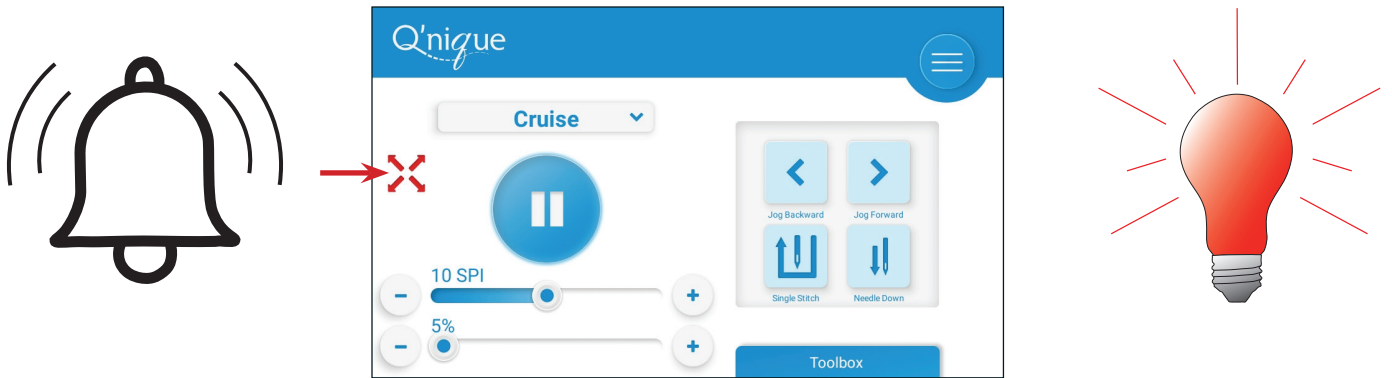 Q'nique
Cruise
10 SPI
5%
Jog Backward
Jog Forward
Single Stitch
Needle Down
Toolbox